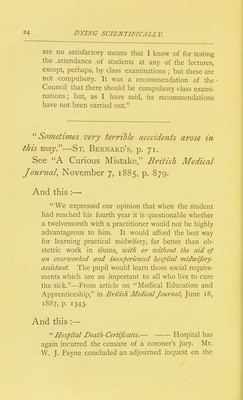 24 DYING SCIENTIFICALLY.
are no satisfactory means that I know of for testing
the attendance of students at any of the lectures,
except, perhaps, by class examinations; but these are
not compulsory. It was a recommendation of the
Council that there should be compulsory class exami-
nations; but, as I have said, its recommendations
have not been carried out."
"Sometimes very terrible acccidents arose in
this way."—ST. BERNARD'S, p. 71.
See "A Curious Mistake," British Medical
Journal, November 7, 1885, p. 879.
And this :—
"We expressed our opinion that when the student
had reached his fourth year it is questionable whether
a twelvemonth with a practitioner would not be highly
advantageous to him. It would afford the best way
for learning practical midwifery, far better than ob-
stetric work in slums, with or without the aid of
an overworked and inexperienced hospital midwifery-
assistant. The pupil would learn those social require-
ments which are so important to all who live to cure
the sick."—From article on "Medical Education and
Apprenticeship," in British Medical Journal, June 18,
1887, p. 1343.
And this :—
"Hospital Death-Certificates.— —— Hospital has
again incurred the censure of a coroner's jury. Mr.
W. J. Payne concluded an adjourned inquest on the